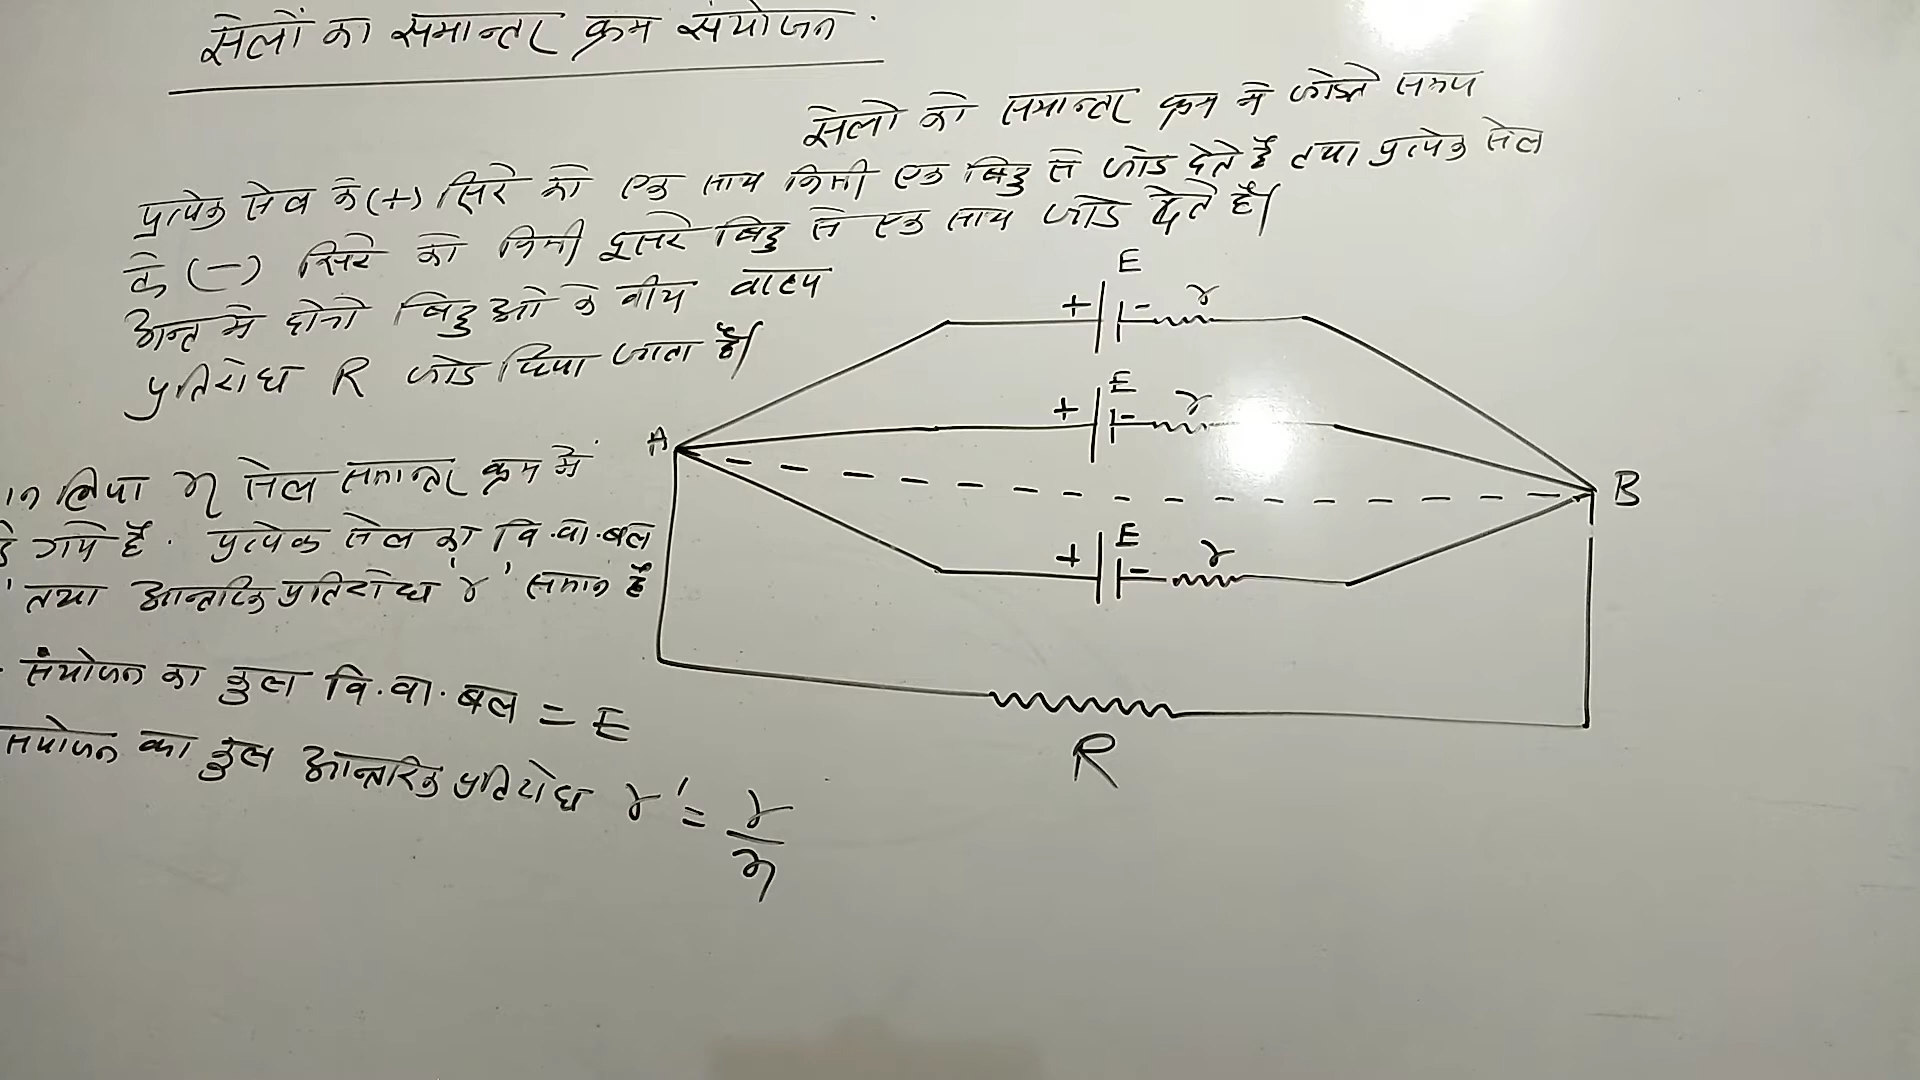 सेलों का समान्तर क्रम संयोजन
सेलो को समान्तर क्रम मे जोडते समय
प्रत्येक सेल के (+) सिरे को एक साथ किसी एक बिंदु से जोड देते हैं तथा प्रत्येक सेल
के (-) सिरे को किसी दूसरे बिंदु से एक साथ जोड देते हैं।
अन्त मे दोनो बिंदुओ के बीच वाह्य
प्रतिरोध R जोड दिया जाता है।
लिया n सेल समान्तर क्रम में
गये है. प्रत्येक सेल का वि.वा.बल
तथा आन्तरिक प्रतिरोध 'r' समान है
संयोजन का कुल वि.वा.बल = E
संयोजन का कुल आन्तरिक प्रतिरोध r' = r/n
E
+ - r
E
+ - r
A
B
E
+ - r
R